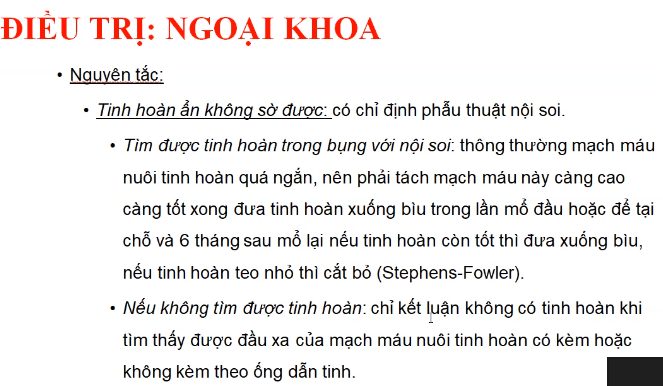 ĐIỀU TRỊ: NGOẠI KHOA
• Nguyên tắc:
• Tinh hoàn ẩn không sờ được: có chỉ định phẫu thuật nội soi.
• Tìm được tinh hoàn trong bụng với nội soi: thông thường mạch máu
nuôi tinh hoàn quá ngắn, nên phải tách mạch máu này càng cao
càng tốt xong đưa tinh hoàn xuống bìu trong lần mổ đầu hoặc để tại
chỗ và 6 tháng sau mổ lại nếu tinh hoàn còn tốt thì đưa xuống bìu,
nếu tinh hoàn teo nhỏ thì cắt bỏ (Stephens-Fowler).
• Nếu không tìm được tinh hoàn: chỉ kết luận không có tinh hoàn khi
tìm thấy được đầu xa của mạch máu nuôi tinh hoàn có kèm hoặc
không kèm theo ống dẫn tinh.